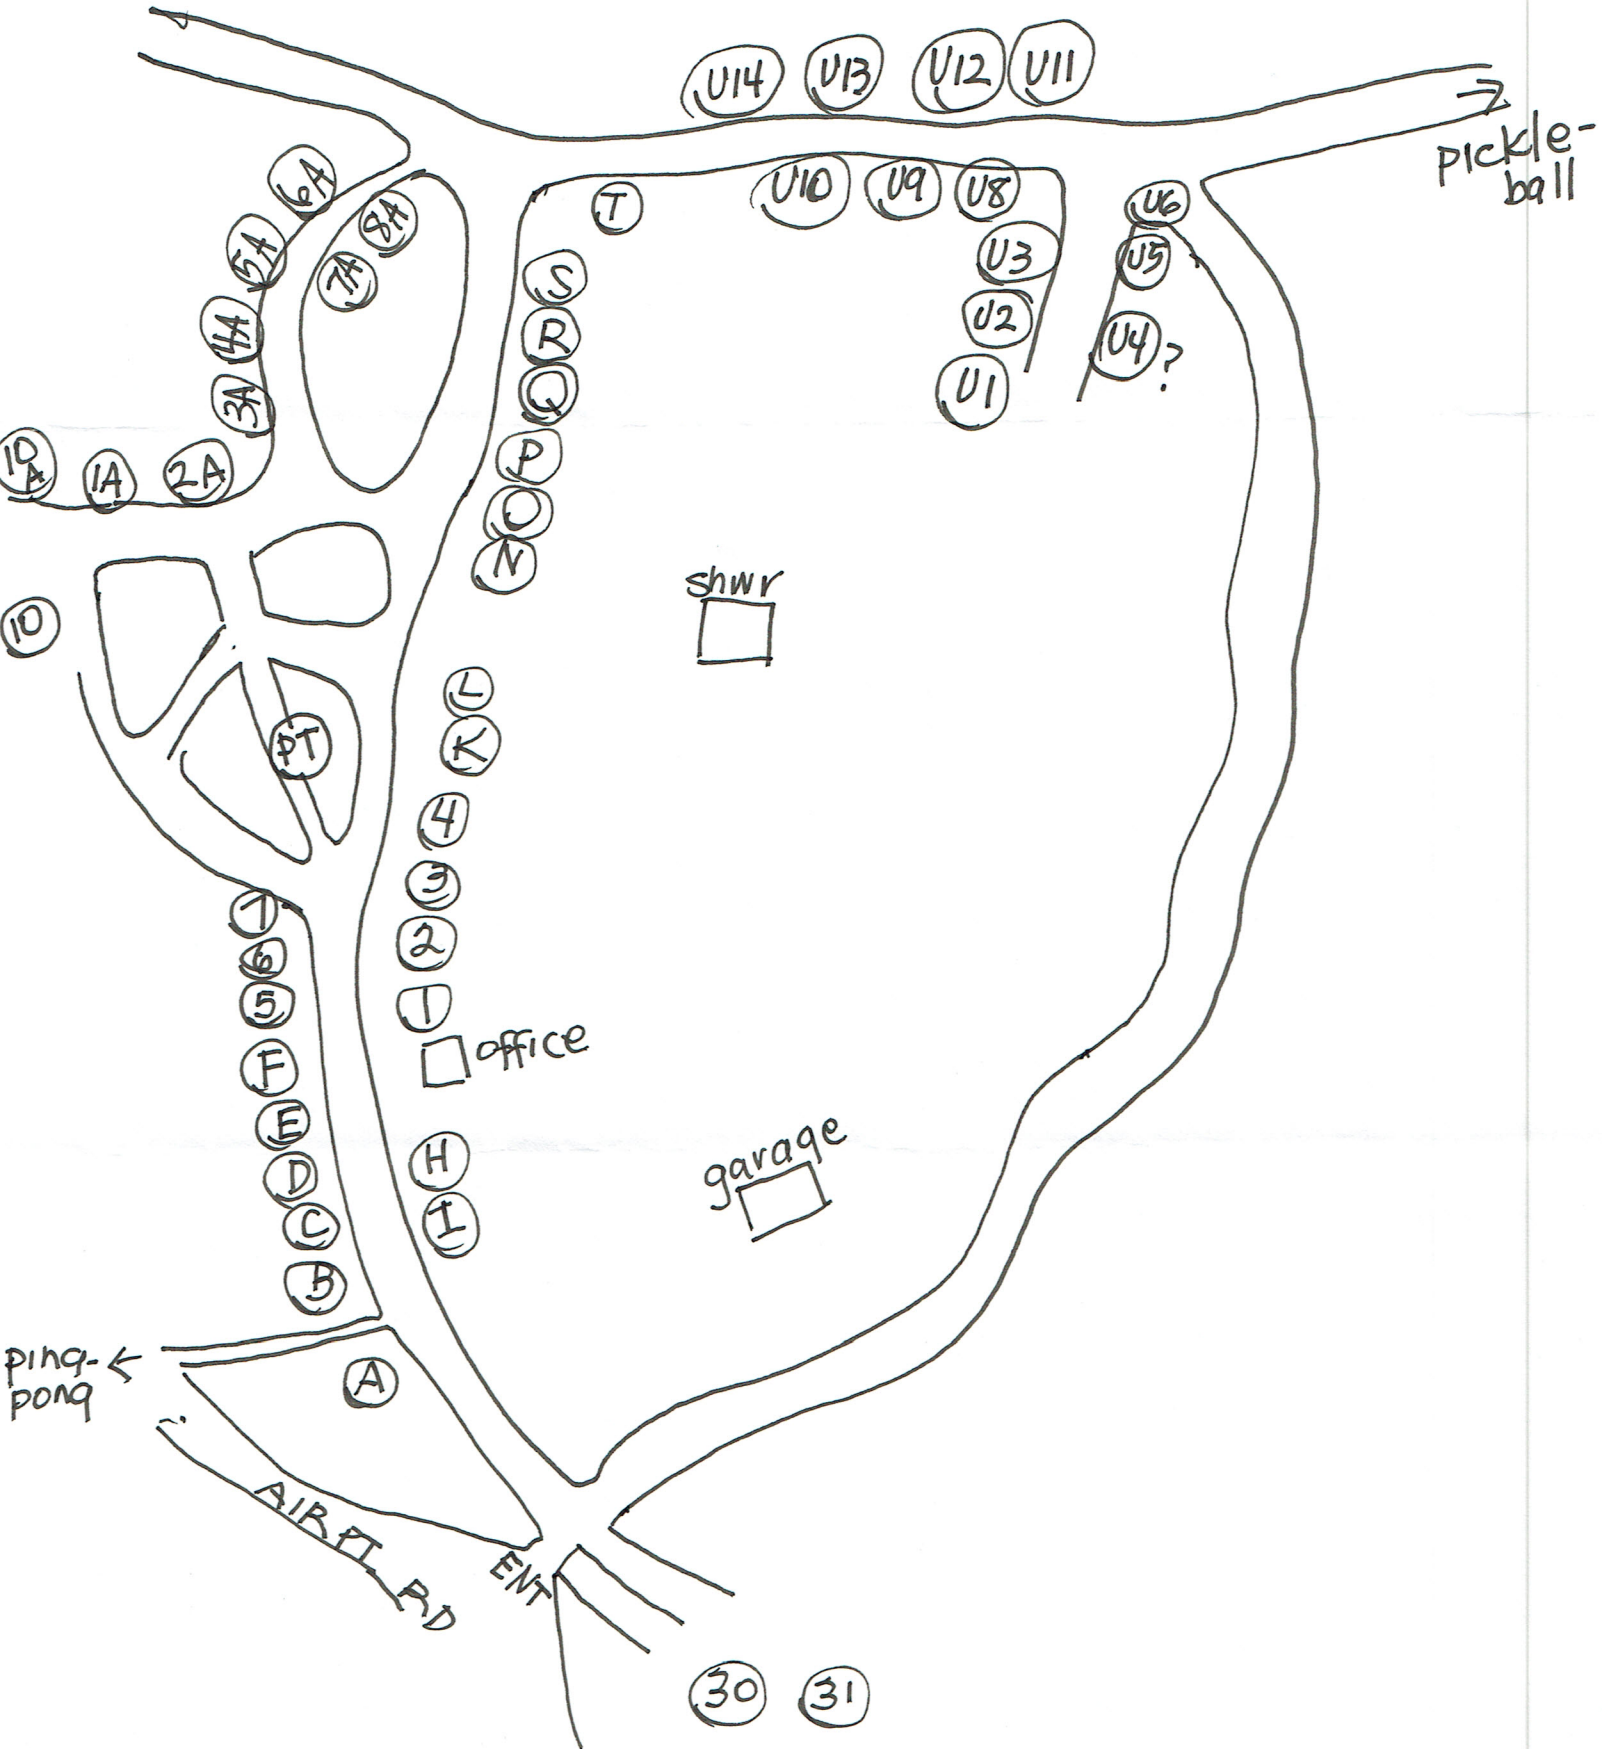 U14 U13 U12 U11
pickle-
ball
6A 8A T U10 U9 U8 U6
5A 7A S U3 U5
4A R U2 U4?
3A Q U1
10A 1A 2A P
O
N
shwr
10
L
PT K
4
3
7 2
6
5 1
F office
E
D H garage
C I
B
ping-
pong
A
AIRPT RD
ENT
30 31